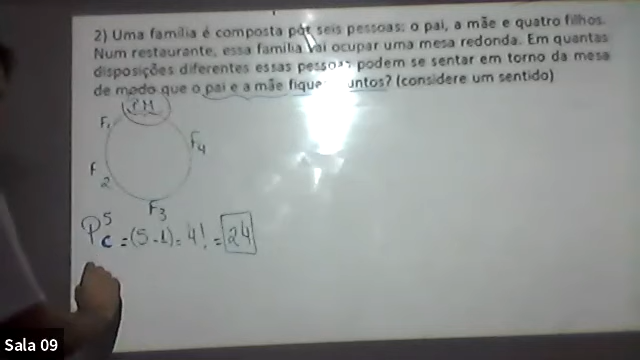 2) Uma família é composta por seis pessoas: o pai, a mãe e quatro filhos.
Num restaurante, essa família vai ocupar uma mesa redonda. Em quantas
disposições diferentes essas pessoas podem se sentar em torno da mesa
de modo que o pai e a mãe fiquem juntos? (considere um sentido)
PM
F1
F4
F
2
F3
P5
C = (5-1) = 4! = 24
Sala 09